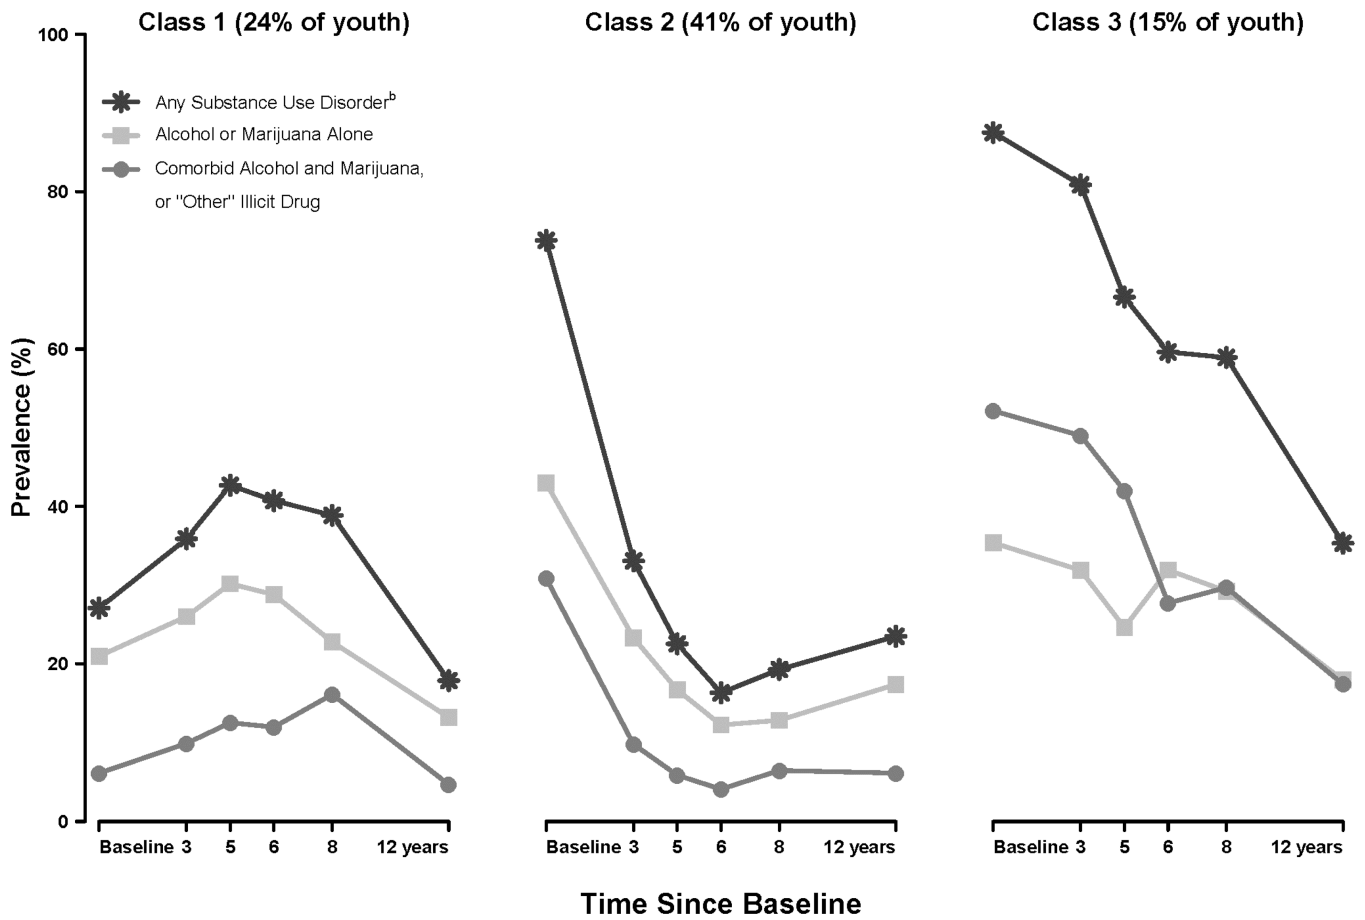 Class 1 (24% of youth)
Class 2 (41% of youth)
Class 3 (15% of youth)
100
80
60
40
20
0
Prevalence (%)
Any Substance Use Disorderb
Alcohol or Marijuana Alone
Comorbid Alcohol and Marijuana,
or "Other" Illicit Drug
Baseline 3 5 6 8 12 years
Baseline 3 5 6 8 12 years
Baseline 3 5 6 8 12 years
Time Since Baseline